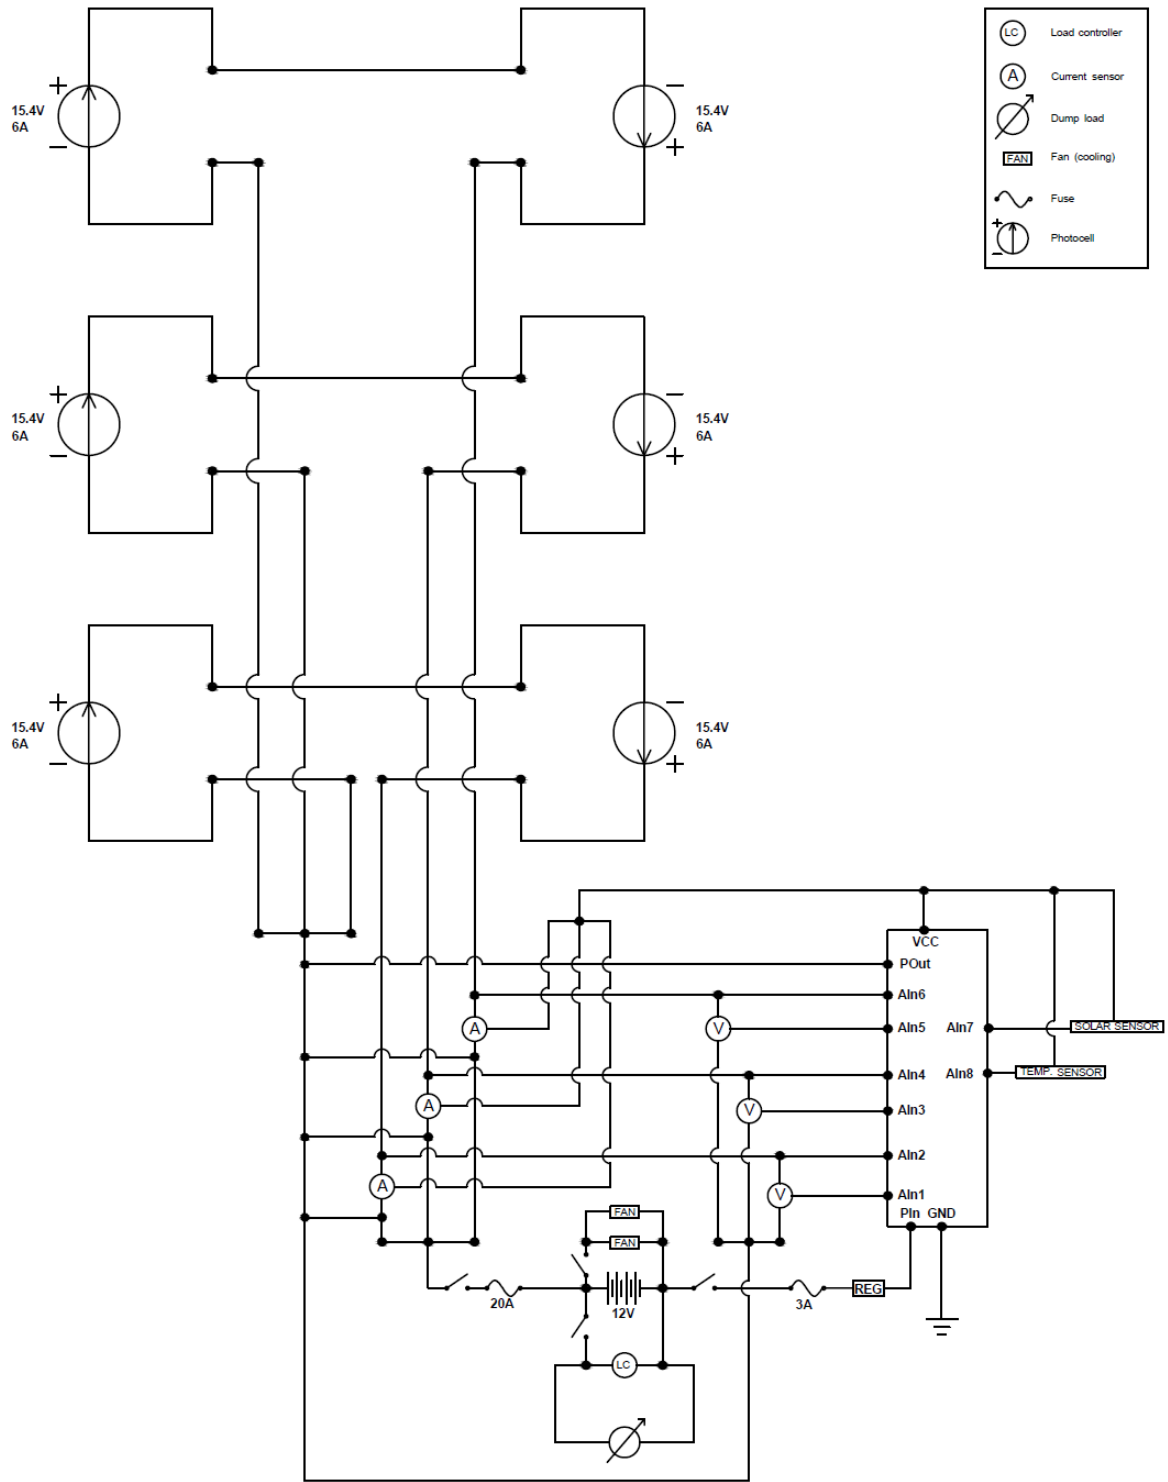 LC Load controller
A Current sensor
Dump load
FAN Fan (cooling)
Fuse
+
−
Photocell
+
15.4V
6A
−
−
15.4V
6A
+
+
15.4V
6A
−
−
15.4V
6A
+
+
15.4V
6A
−
−
15.4V
6A
+
VCC
POut
AIn6
A
V
AIn5
AIn7
SOLAR SENSOR
AIn4
AIn8
TEMP. SENSOR
A
V
AIn3
AIn2
A
V
AIn1
PIn GND
FAN
FAN
20A
12V
3A
REG
LC